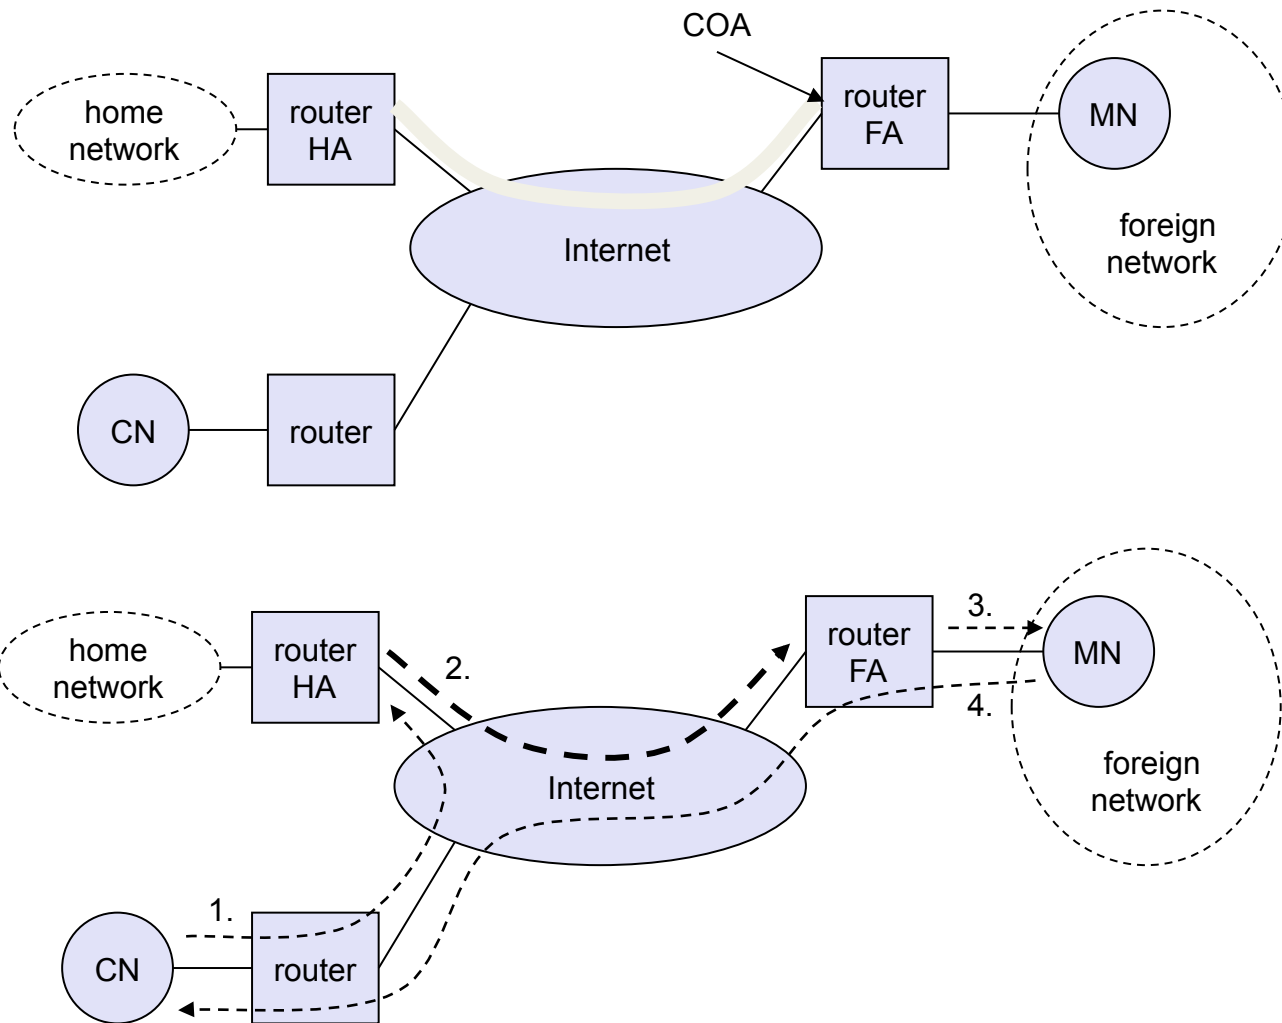 COA
home
network
router
HA
router
FA
MN
foreign
network
Internet
CN
router
home
network
router
HA
2.
router
FA
3.
MN
4.
foreign
network
Internet
1.
CN
router